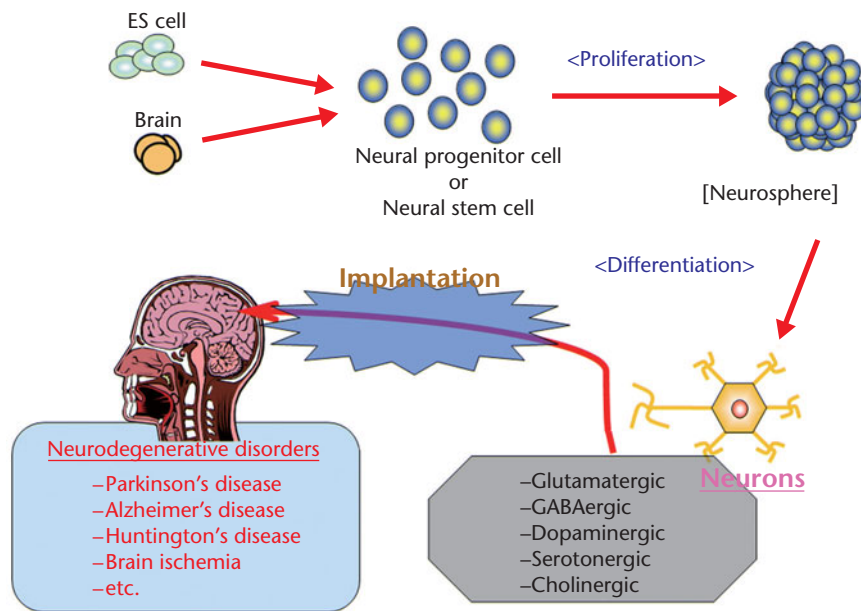 ES cell
<Proliferation>
Brain
Neural progenitor cell
or
Neural stem cell
[Neurosphere]
<Differentiation>
Implantation
Neurodegenerative disorders
–Parkinson’s disease
–Alzheimer’s disease
–Huntington’s disease
–Brain ischemia
–etc.
Neurons
–Glutamatergic
–GABAergic
–Dopaminergic
–Serotonergic
–Cholinergic